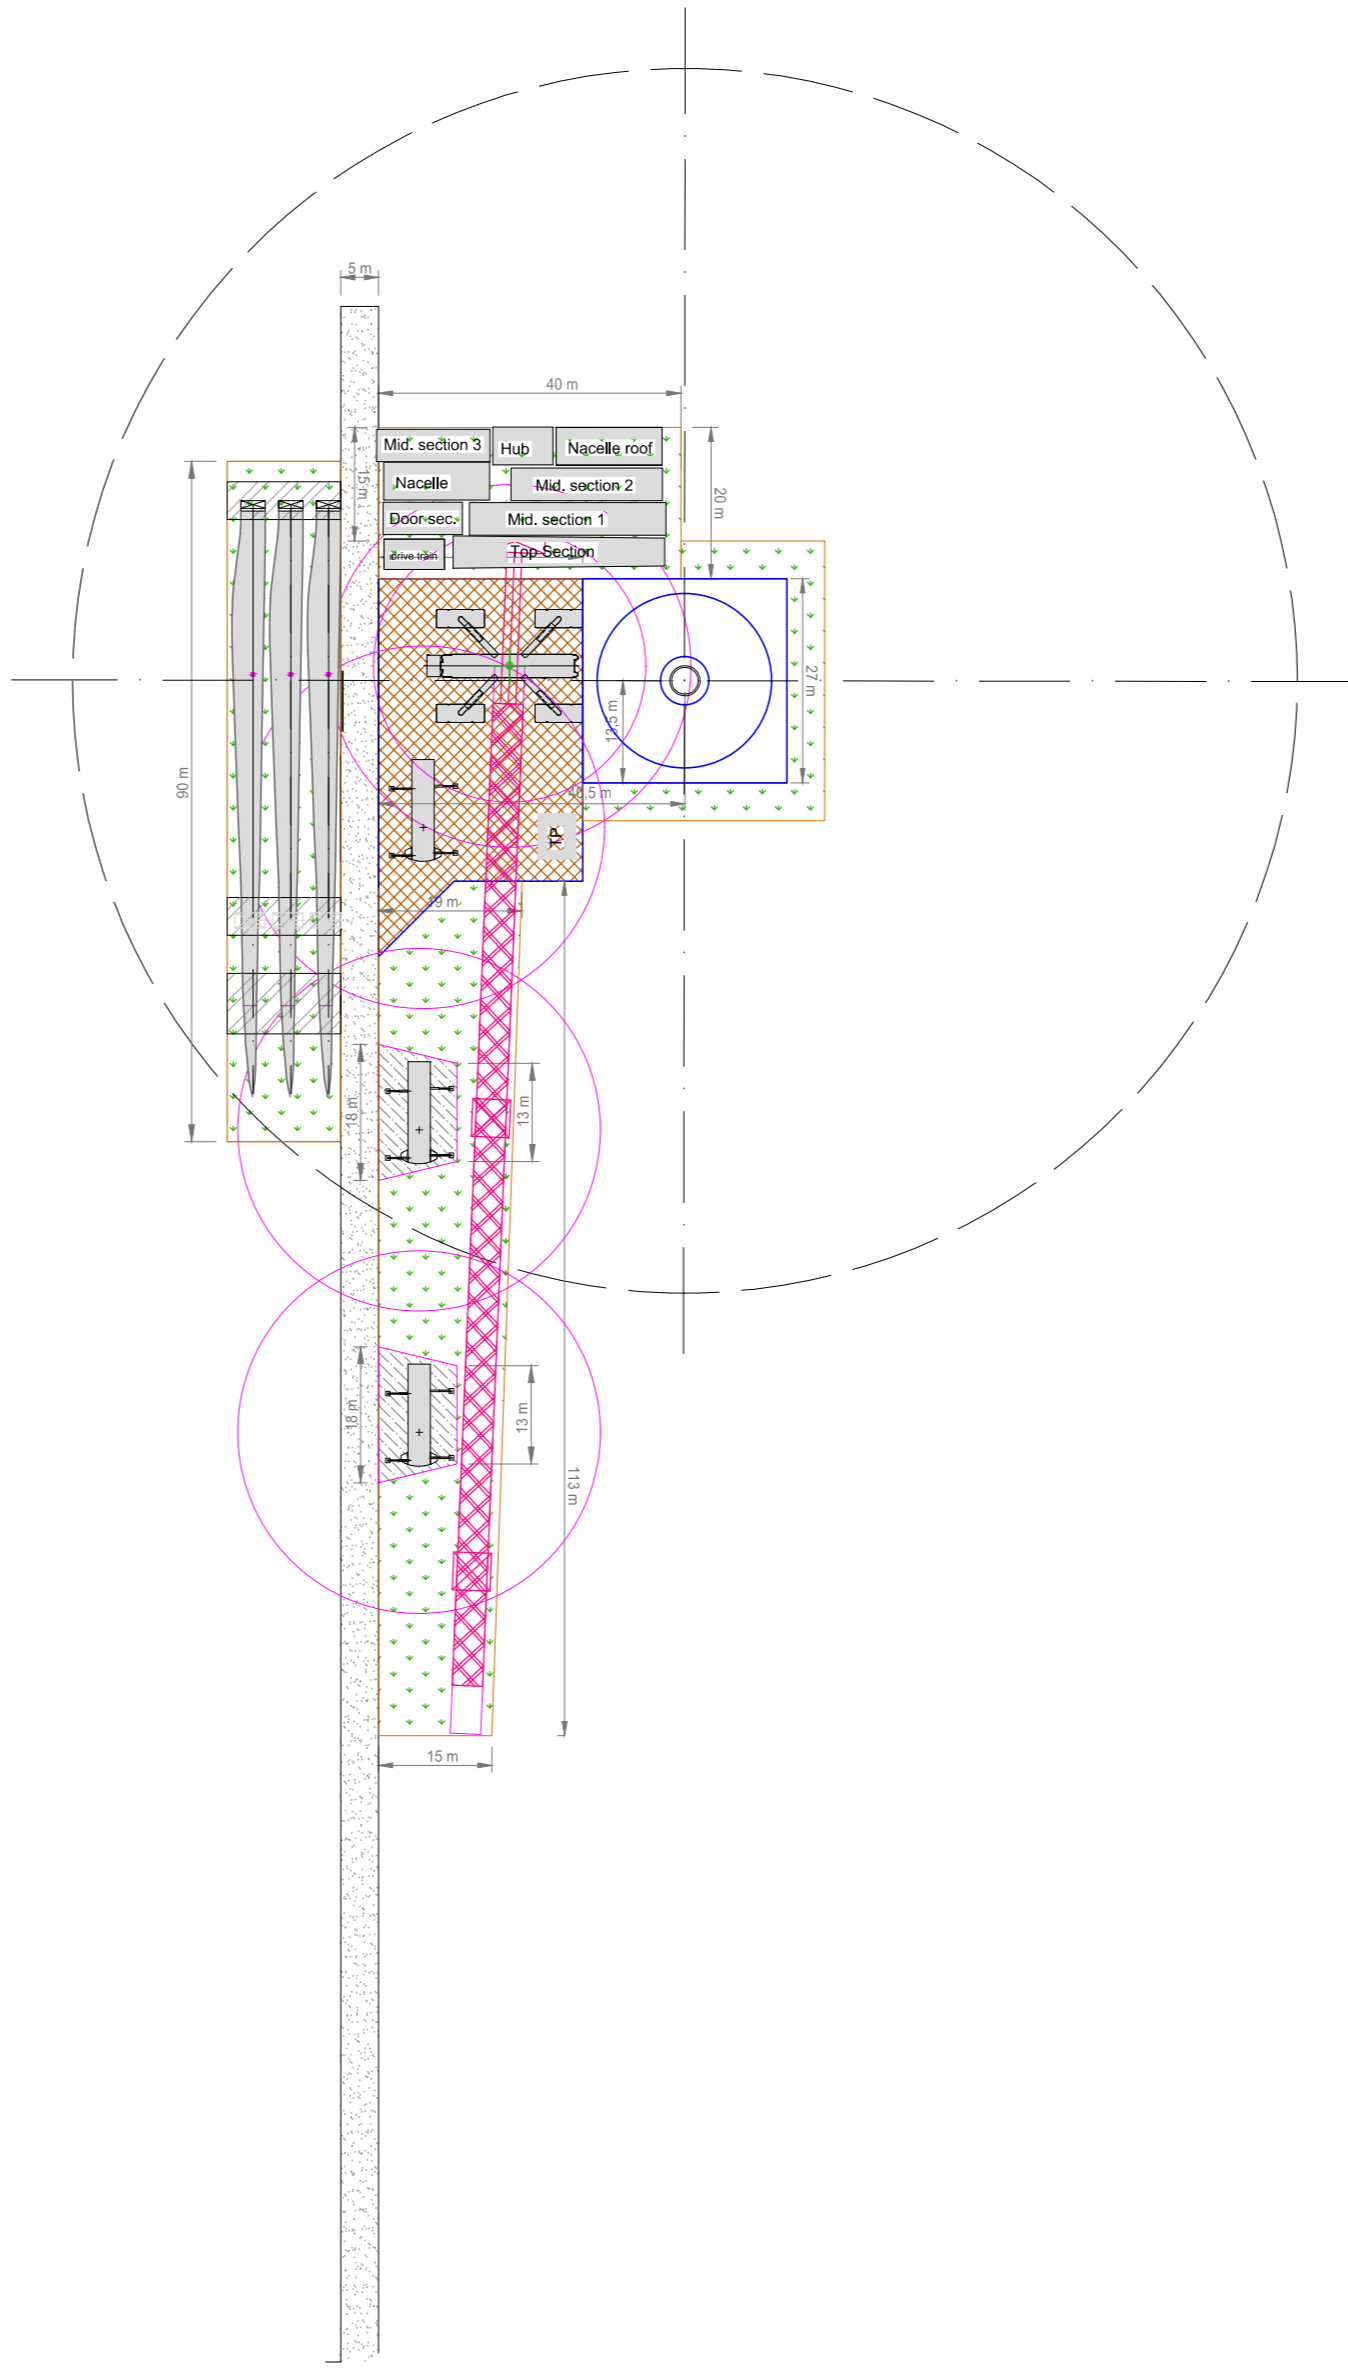 5 m
40 m
Mid. section 3
Hub
Nacelle roof
15 m
Nacelle
Mid. section 2
20 m
Door sec.
Mid. section 1
drive train
Top Section
27 m
13,5 m
90 m
40,5 m
KP
19 m
18 m
13 m
18 m
13 m
113 m
15 m